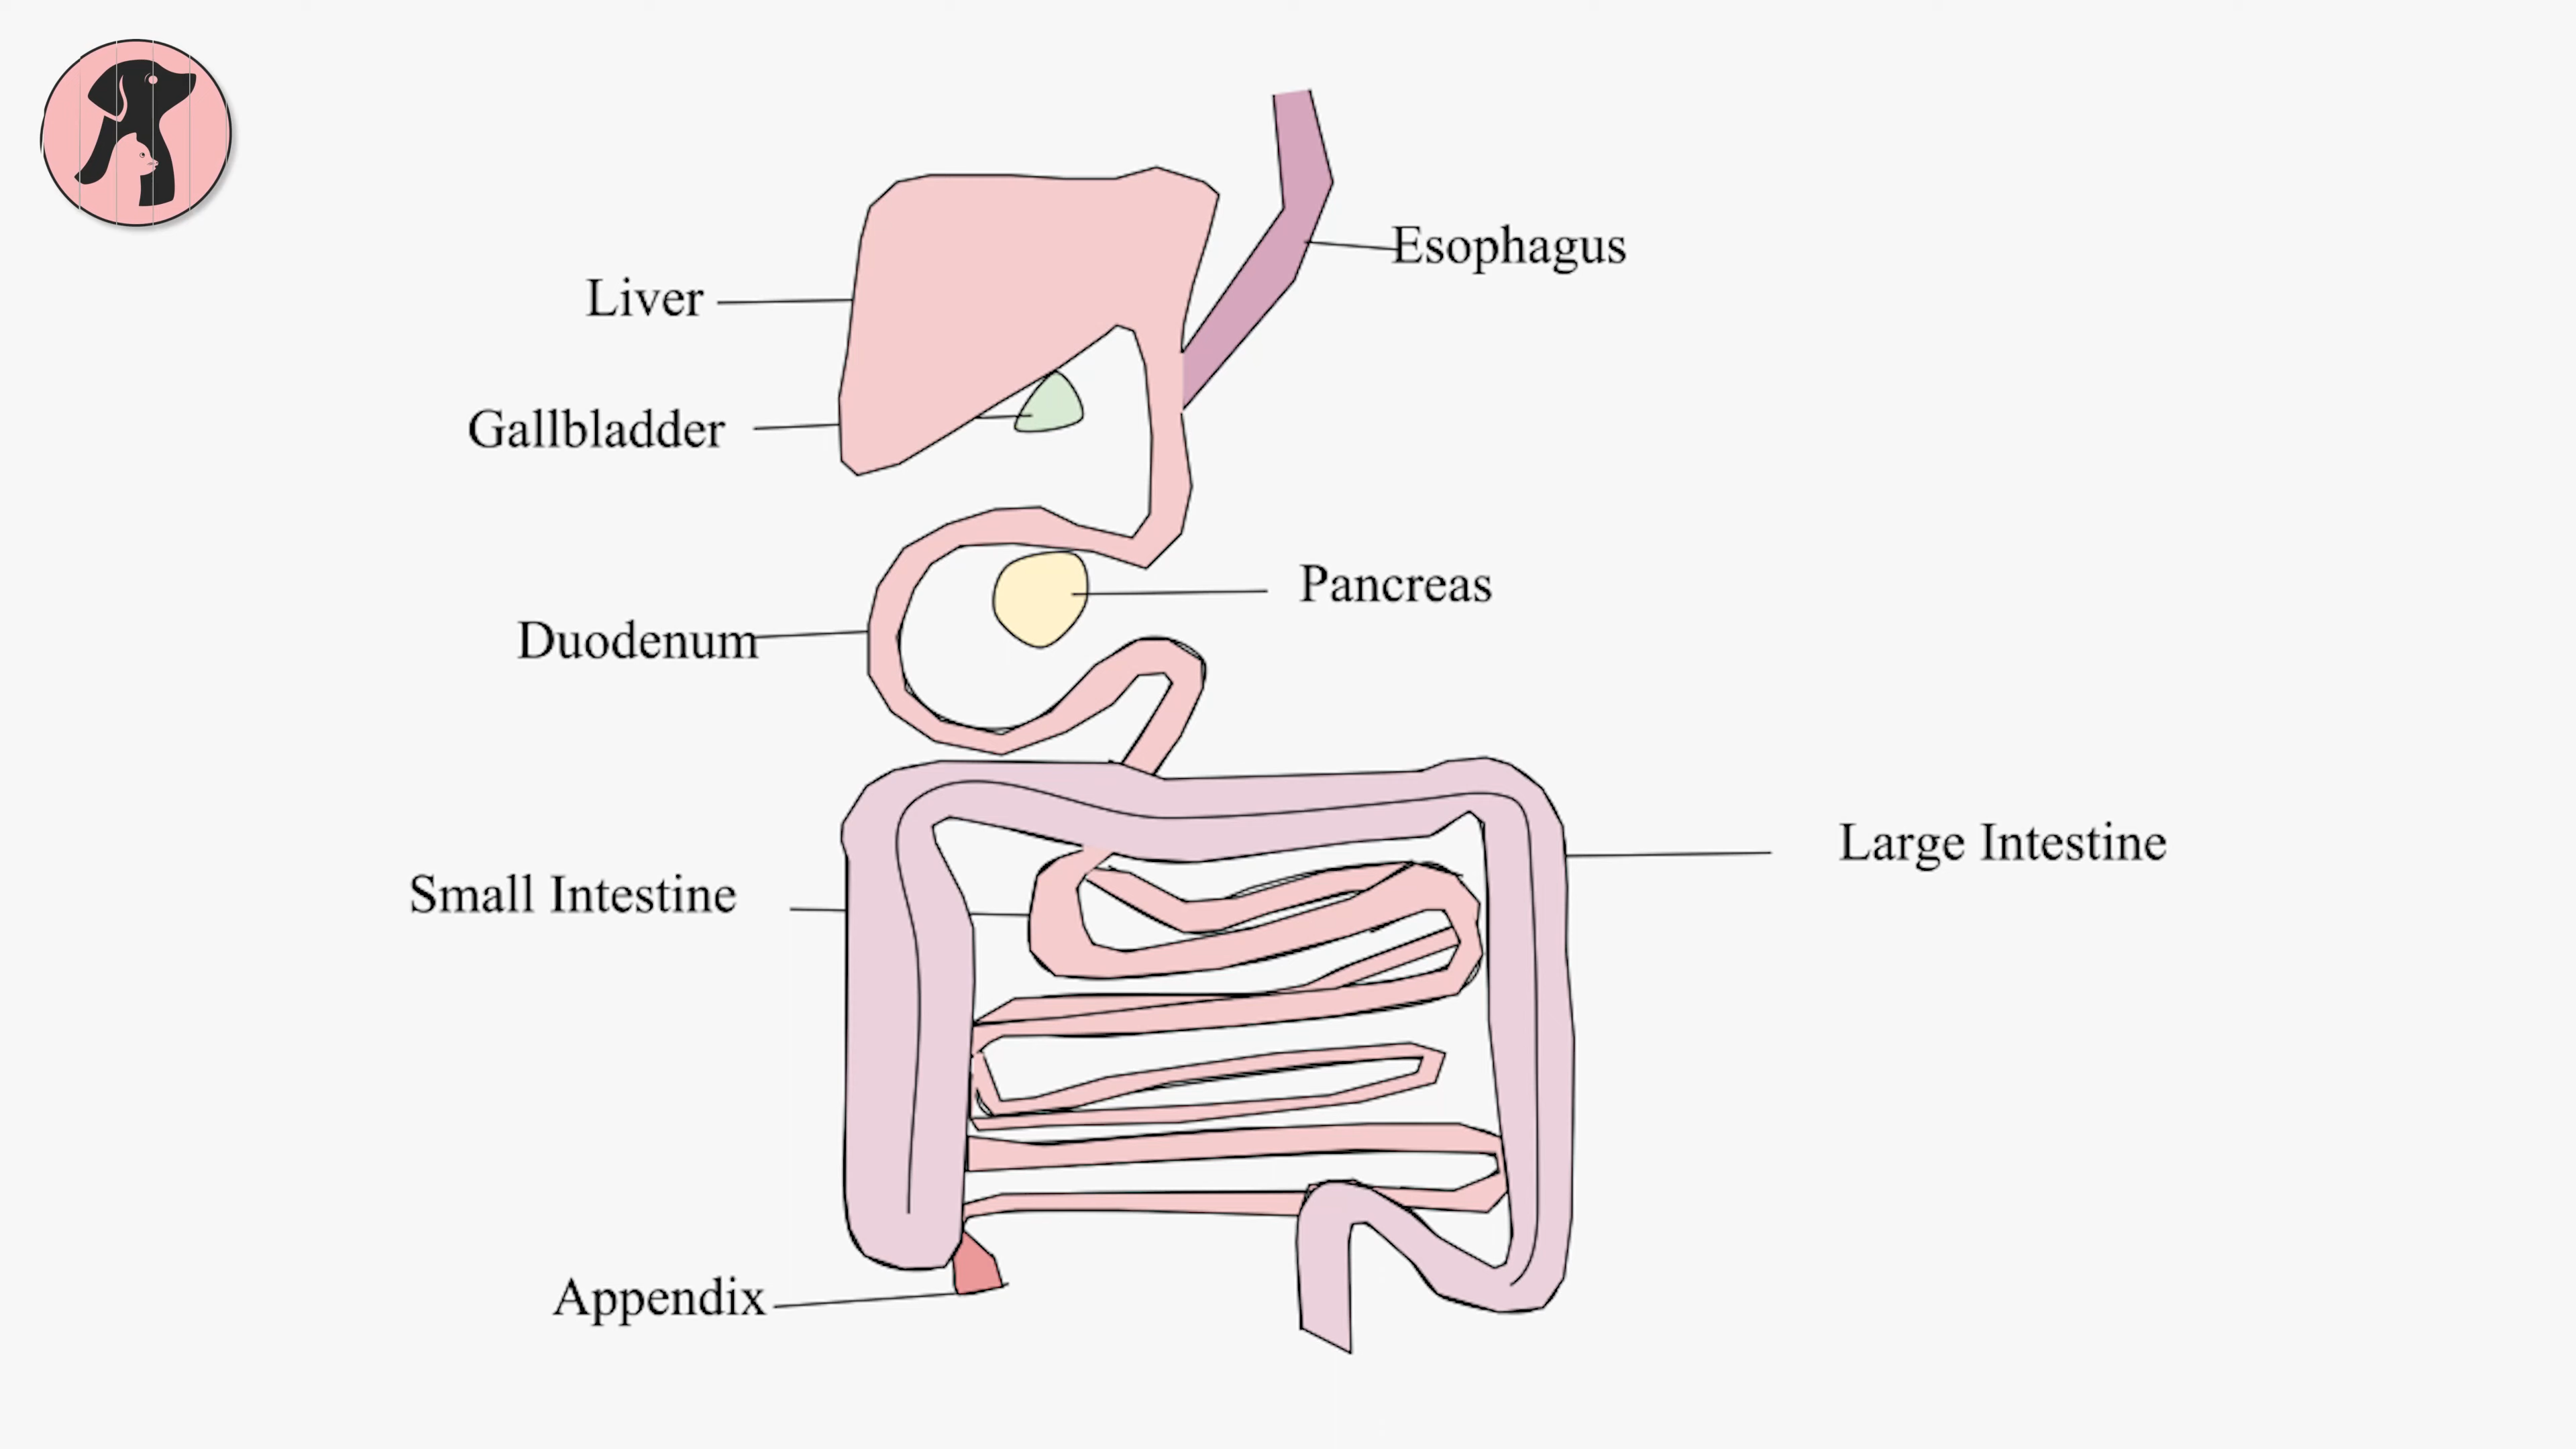 Esophagus
Liver
Gallbladder
Pancreas
Duodenum
Large Intestine
Small Intestine
Appendix